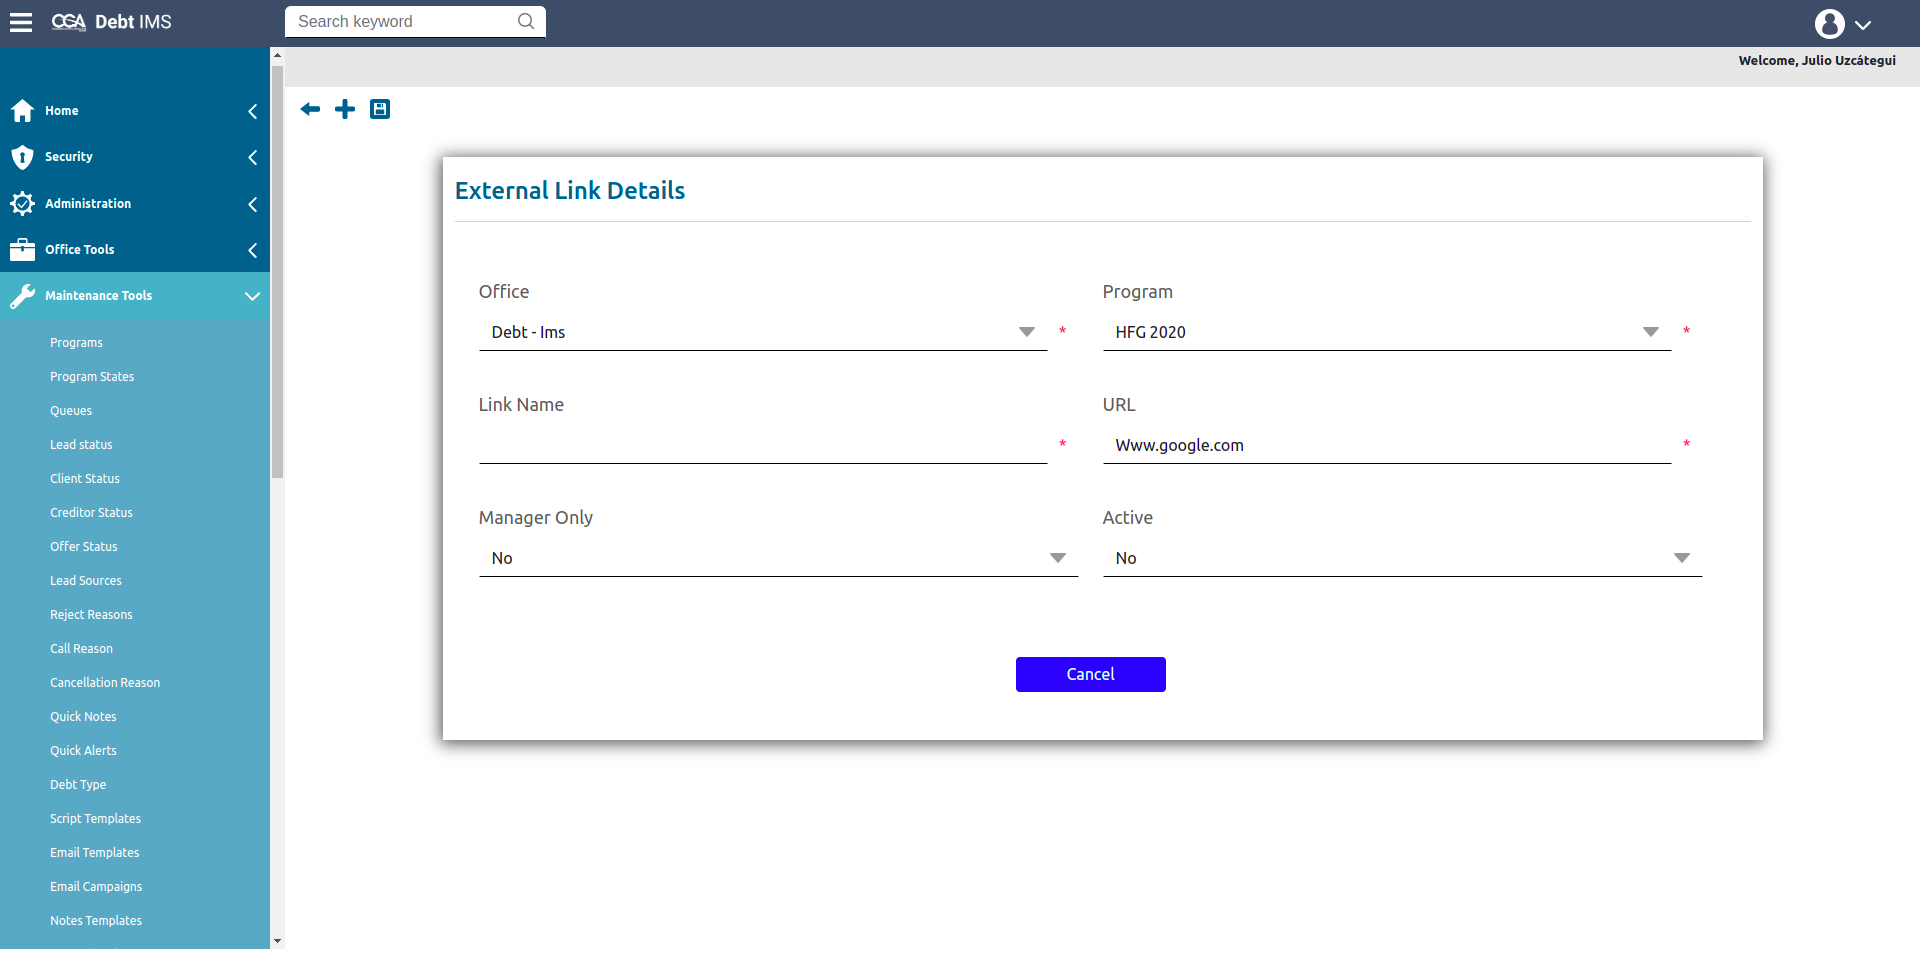 CGA Debt IMS
Search keyword
Welcome, Julio Uzcátegui
Home
Security
Administration
Office Tools
Maintenance Tools
Programs
Program States
Queues
Lead status
Client Status
Creditor Status
Offer Status
Lead Sources
Reject Reasons
Call Reason
Cancellation Reason
Quick Notes
Quick Alerts
Debt Type
Script Templates
Email Templates
Email Campaigns
Notes Templates
External Link Details
Office
Debt - Ims *
Program
HFG 2020 *
Link Name
*
URL
Www.google.com *
Manager Only
No
Active
No
Cancel